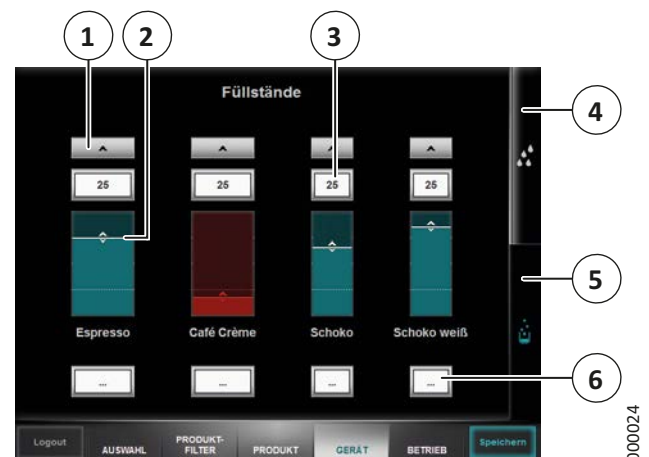 1 2 3
Füllstände
4
25 25 25 25
5
Espresso Café Crème Schoko Schoko weiß
... ... ... ...
6
Logout AUSWAHL PRODUKT-
FILTER PRODUKT GERÄT BETRIEB Speichern
000024